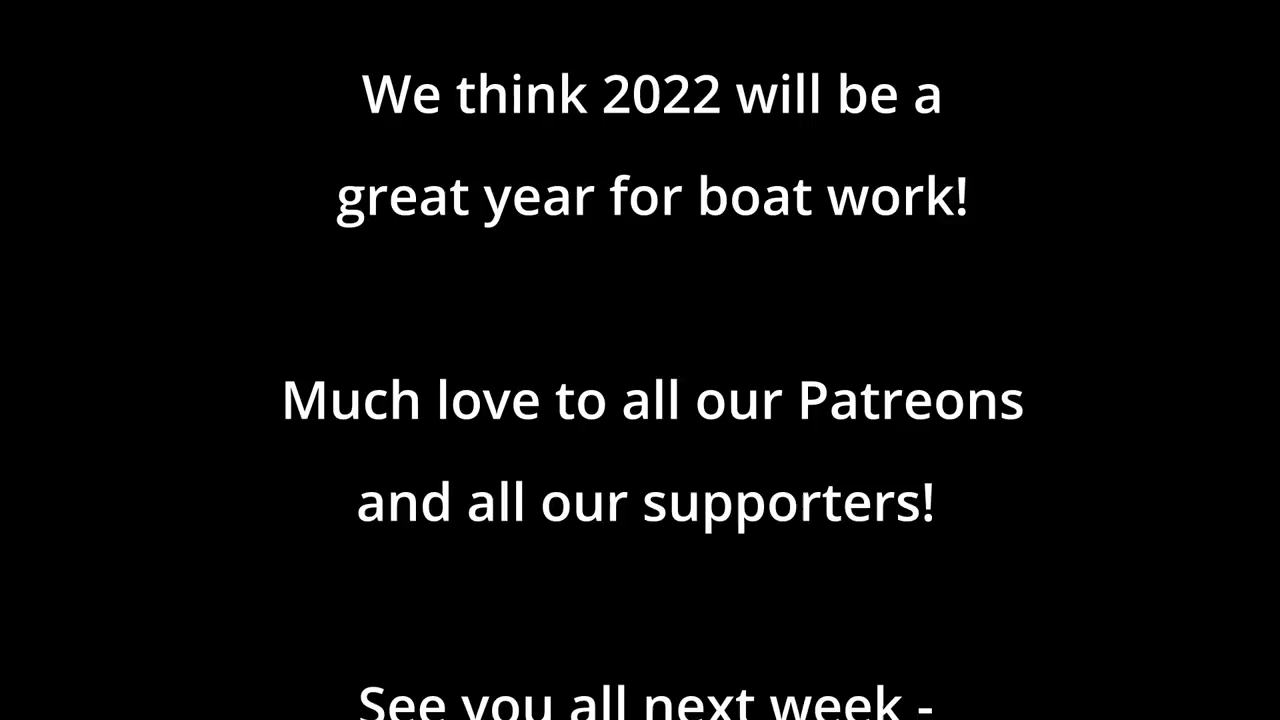 We think 2022 will be a
great year for boat work!
Much love to all our Patreons
and all our supporters!
See you all next week -